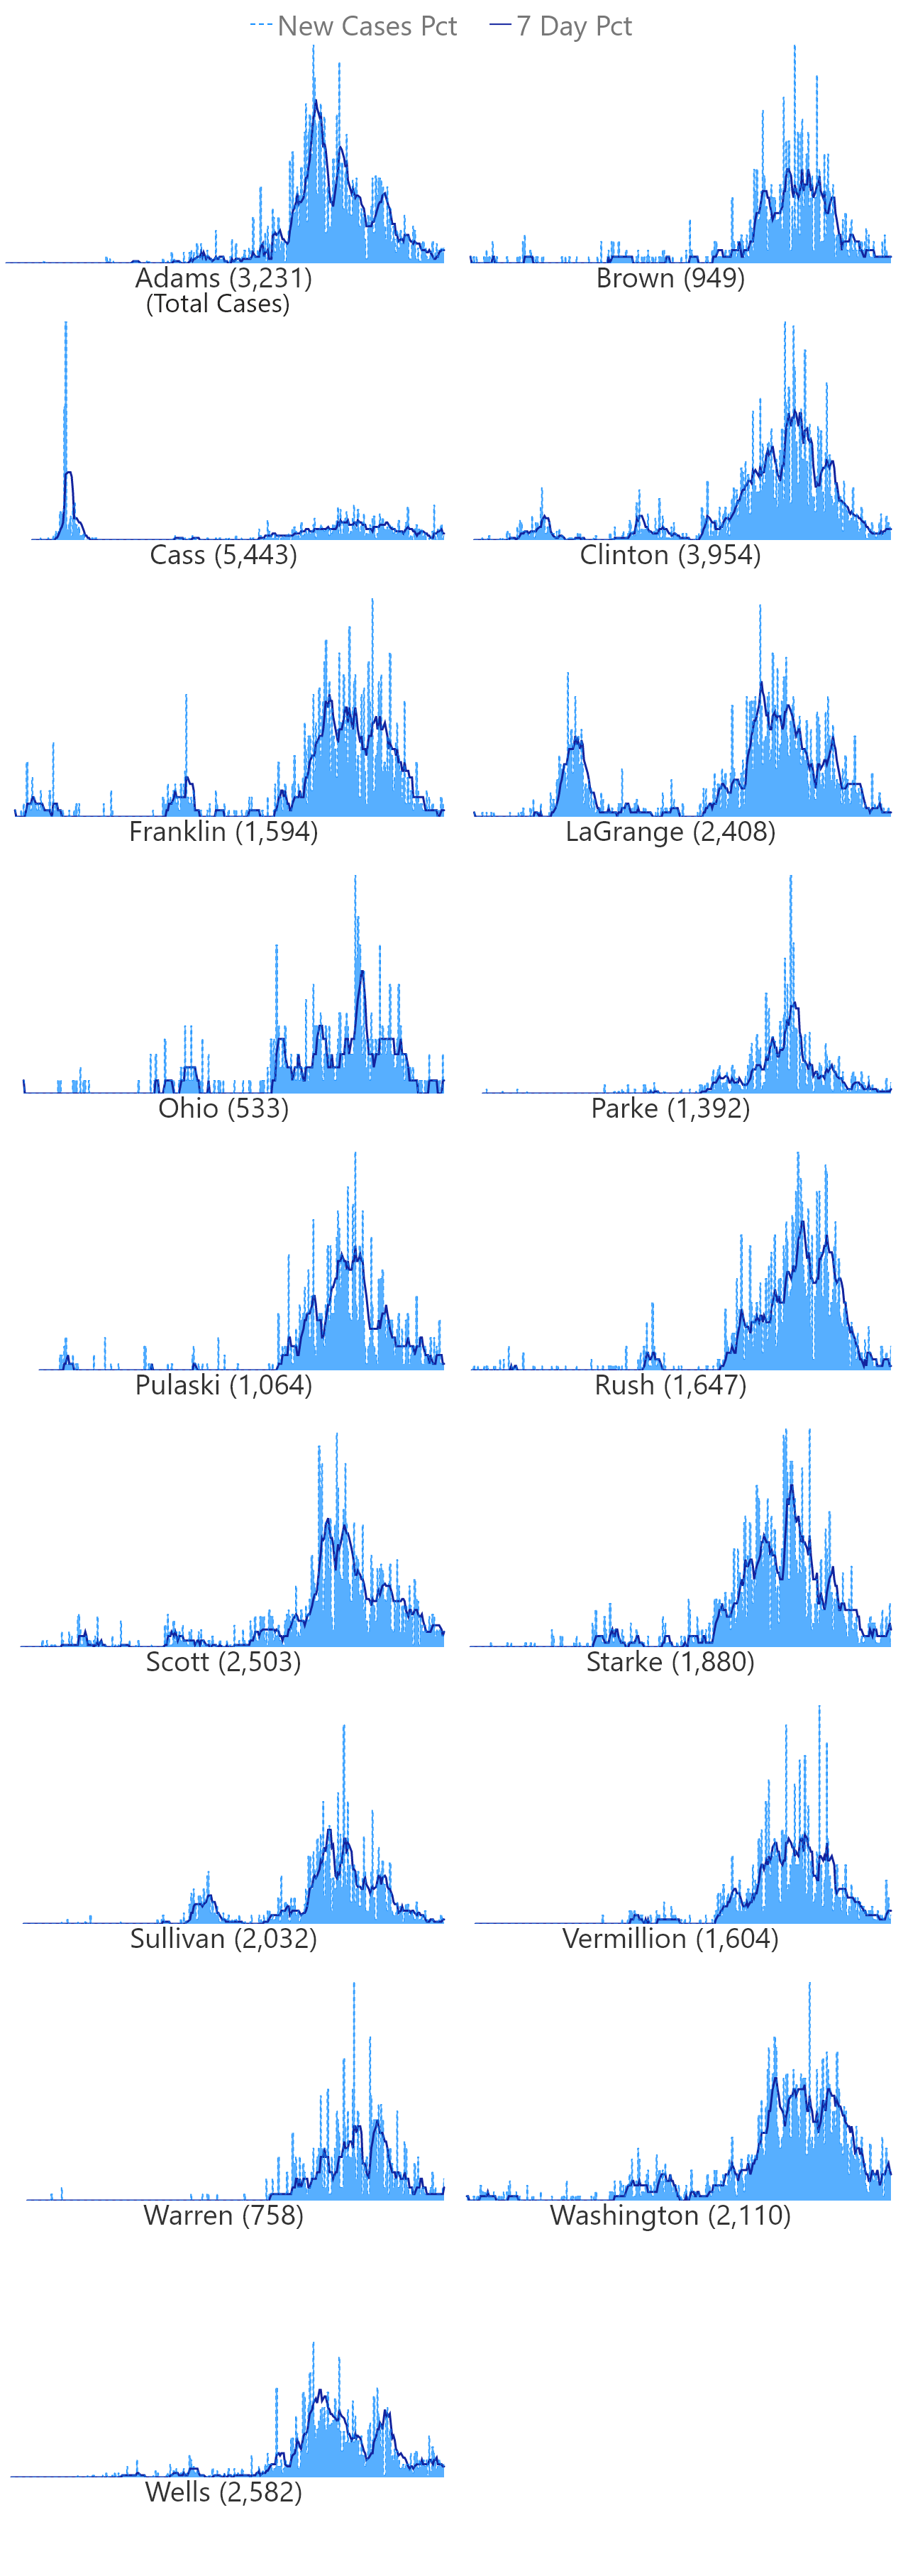 New Cases Pct 7 Day Pct
Adams (3,231)
(Total Cases)
Brown (949)
Cass (5,443)
Clinton (3,954)
Franklin (1,594)
LaGrange (2,408)
Ohio (533)
Parke (1,392)
Pulaski (1,064)
Rush (1,647)
Scott (2,503)
Starke (1,880)
Sullivan (2,032)
Vermillion (1,604)
Warren (758)
Washington (2,110)
Wells (2,582)